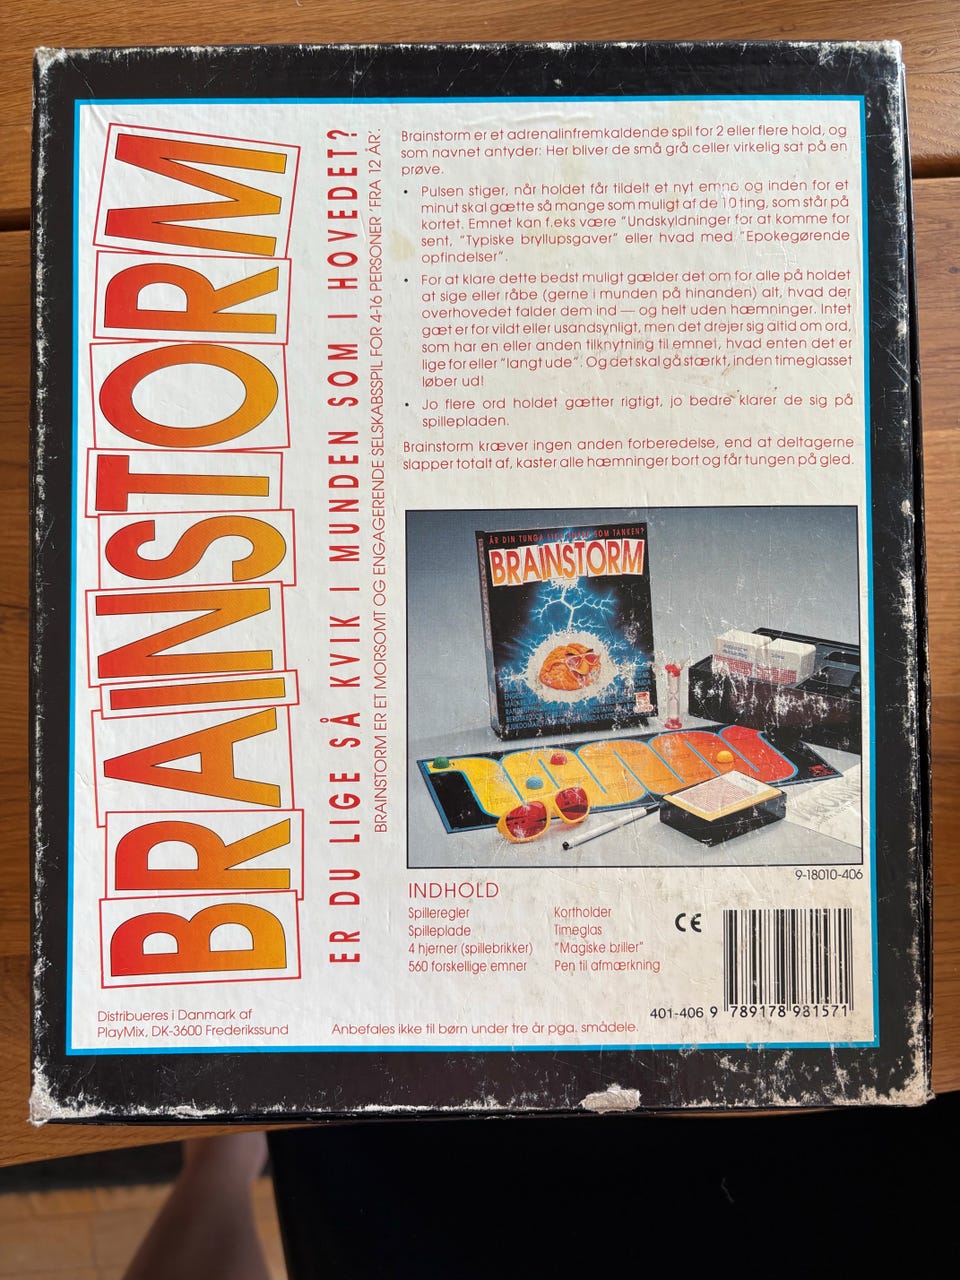 BRAINSTORM
ER DU LIGE SÅ KVIK I MUNDEN SOM I HOVEDET?
BRAINSTORM ER ET MORSOMT OG ENGAGERENDE SELSKABSSPIL FOR 4-16 PERSONER FRA 12 ÅR.
Brainstorm er et adrenalinfremkaldende spil for 2 eller flere hold, og
som navnet antyder: Her bliver de små grå celler virkelig sat på en
prøve.
• Pulsen stiger, når holdet får tildelt et nyt emne og inden for et
minut skal gætte så mange som muligt af de 10 ting, som står på
kortet. Emnet kan f.eks være "Undskyldninger for at komme for
sent, "Typiske bryllupsgaver" eller hvad med "Epokegørende
opfindelser".
• For at klare dette bedst muligt gælder det om for alle på holdet
at sige eller råbe (gerne i munden på hinanden) alt, hvad der
overhovedet falder dem ind — og helt uden hæmninger. Intet
gæt er for vildt eller usandsynligt, men det drejer sig altid om ord,
som har en eller anden tilknytning til emnet, hvad enten det er
lige for eller "langt ude". Og det skal gå stærkt, inden timeglasset
løber ud!
• Jo flere ord holdet gætter rigtigt, jo bedre klarer de sig på
spillepladen.
Brainstorm kræver ingen anden forberedelse, end at deltagerne
slapper totalt af, kaster alle hæmninger bort og får tungen på gled.
ÄR DIN TUNGA SOM TANKEN?
BRAINSTORM
9-18010-406
INDHOLD
Spilleregler
Spilleplade
4 hjerner (spillebrikker)
560 forskellige emner
Kortholder
Timeglas
"Magiske briller"
Pen til afmærkning
CE
401-406 9 789178 981571
Distribueres i Danmark af
PlayMix, DK-3600 Frederikssund
Anbefales ikke til børn under tre år pga. smådele.